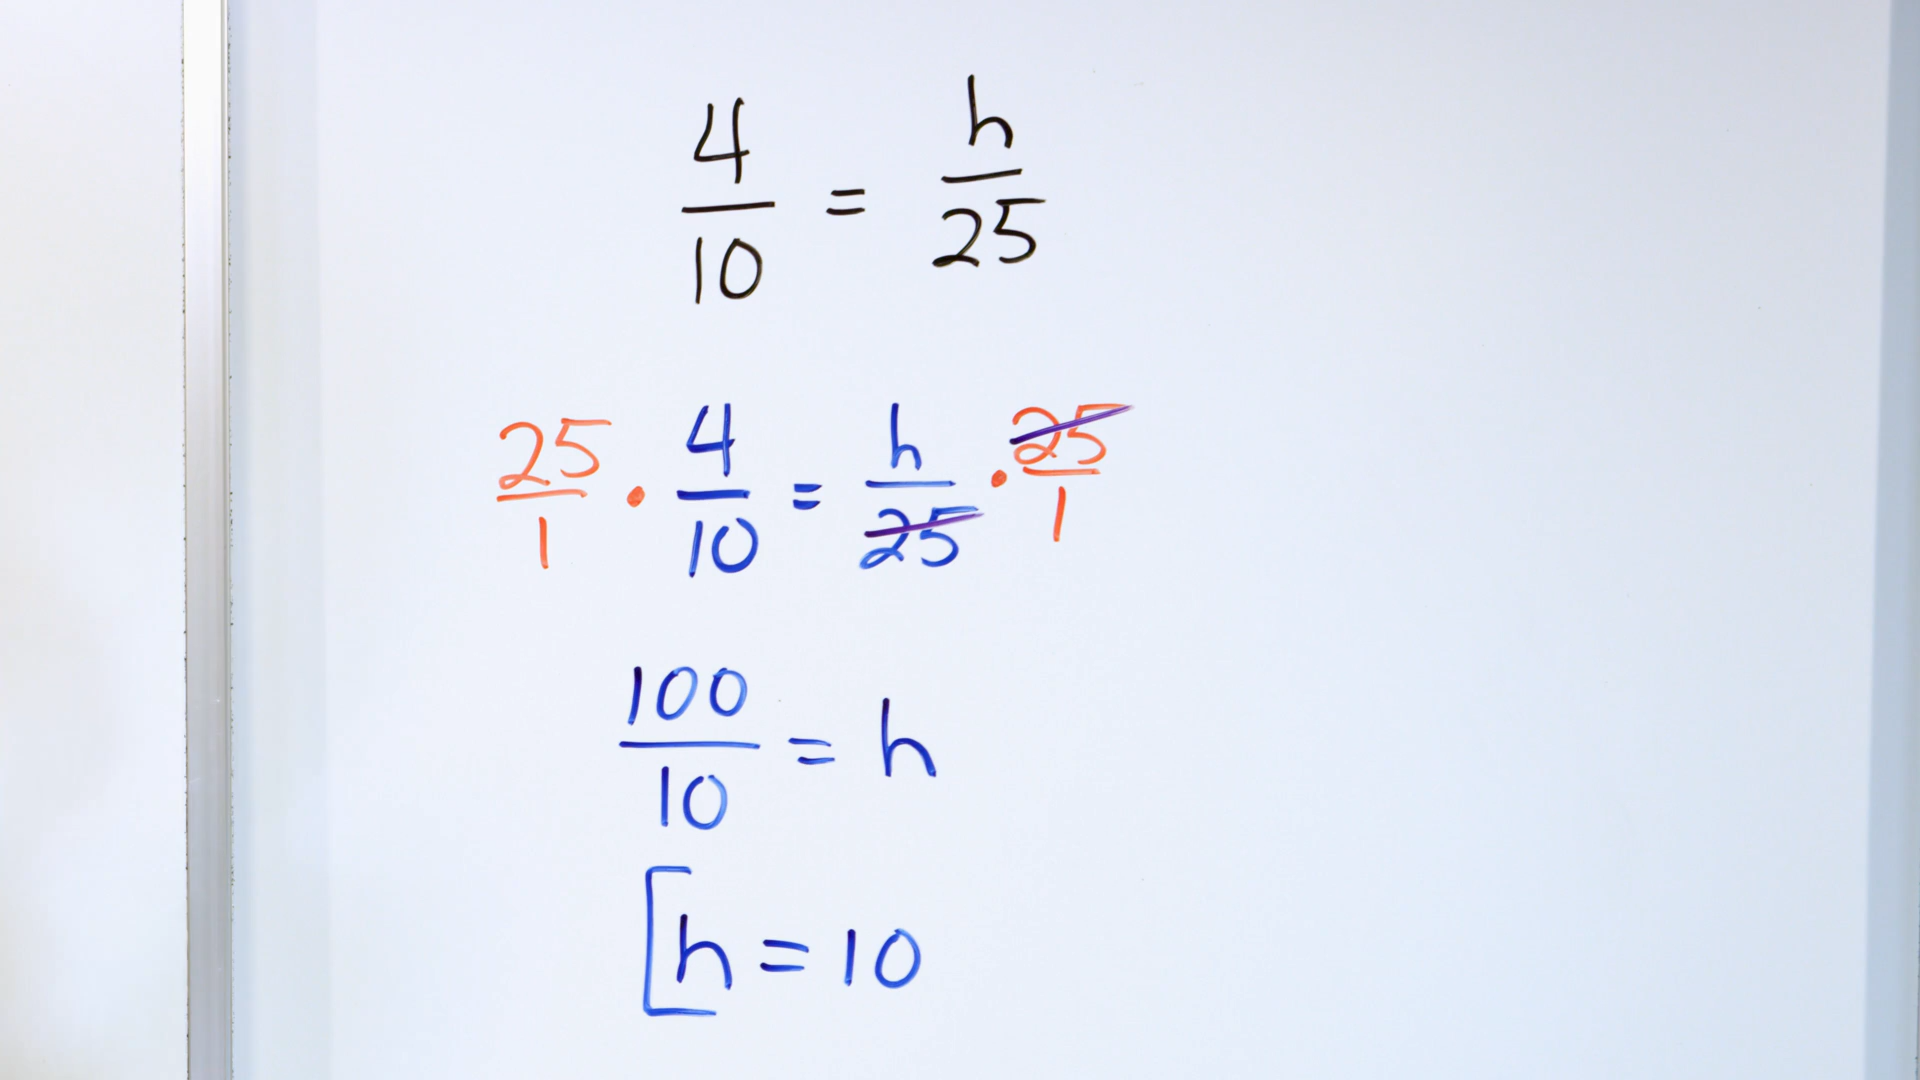 4/10 = h/25
25/1 • 4/10 = h/25 • 25/1
100/10 = h
[h = 10